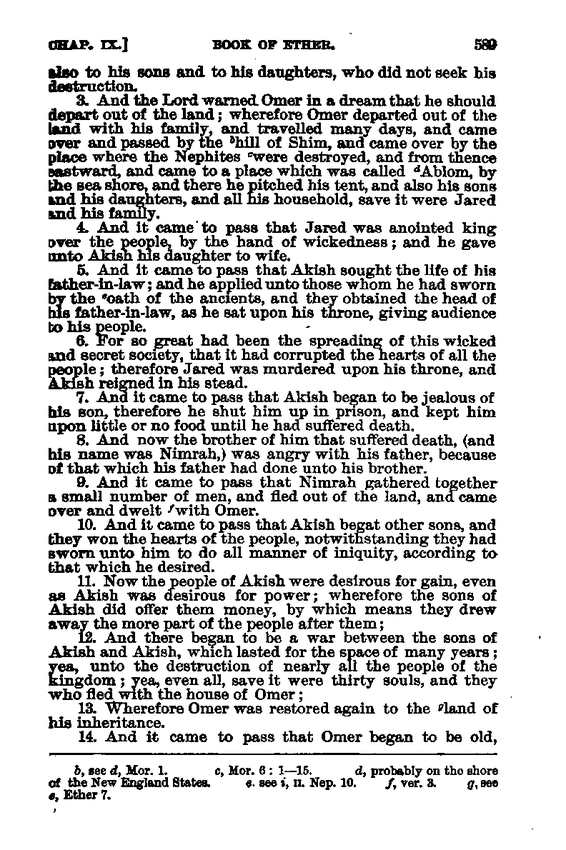 CHAP. IX.] BOOK OF ETHER. 589
also to his sons and to his daughters, who did not seek his
destruction.
3. And the Lord warned Omer in a dream that he should
depart out of the land; wherefore Omer departed out of the
land with his family, and travelled many days, and came
over and passed by the ᵇhill of Shim, and came over by the
place where the Nephites ᶜwere destroyed, and from thence
eastward, and came to a place which was called ᵈAblom, by
the sea shore, and there he pitched his tent, and also his sons
and his daughters, and all his household, save it were Jared
and his family.
4. And it came to pass that Jared was anointed king
over the people, by the hand of wickedness; and he gave
unto Akish his daughter to wife.
5. And it came to pass that Akish sought the life of his
father-in-law; and he applied unto those whom he had sworn
by the ᵉoath of the ancients, and they obtained the head of
his father-in-law, as he sat upon his throne, giving audience
to his people.
6. For so great had been the spreading of this wicked
and secret society, that it had corrupted the hearts of all the
people; therefore Jared was murdered upon his throne, and
Akish reigned in his stead.
7. And it came to pass that Akish began to be jealous of
his son, therefore he shut him up in prison, and kept him
upon little or no food until he had suffered death.
8. And now the brother of him that suffered death, (and
his name was Nimrah,) was angry with his father, because
of that which his father had done unto his brother.
9. And it came to pass that Nimrah gathered together
a small number of men, and fled out of the land, and came
over and dwelt ᶠwith Omer.
10. And it came to pass that Akish begat other sons, and
they won the hearts of the people, notwithstanding they had
sworn unto him to do all manner of iniquity, according to
that which he desired.
11. Now the people of Akish were desirous for gain, even
as Akish was desirous for power; wherefore the sons of
Akish did offer them money, by which means they drew
away the more part of the people after them;
12. And there began to be a war between the sons of
Akish and Akish, which lasted for the space of many years;
yea, unto the destruction of nearly all the people of the
kingdom; yea, even all, save it were thirty souls, and they
who fled with the house of Omer;
13. Wherefore Omer was restored again to the ᵍland of
his inheritance.
14. And it came to pass that Omer began to be old,
b, see d, Mor. 1. c, Mor. 6: 1—15. d, probably on the shore
of the New England States. e. see i, II. Nep. 10. f, ver. 3. g, see
e, Ether 7.